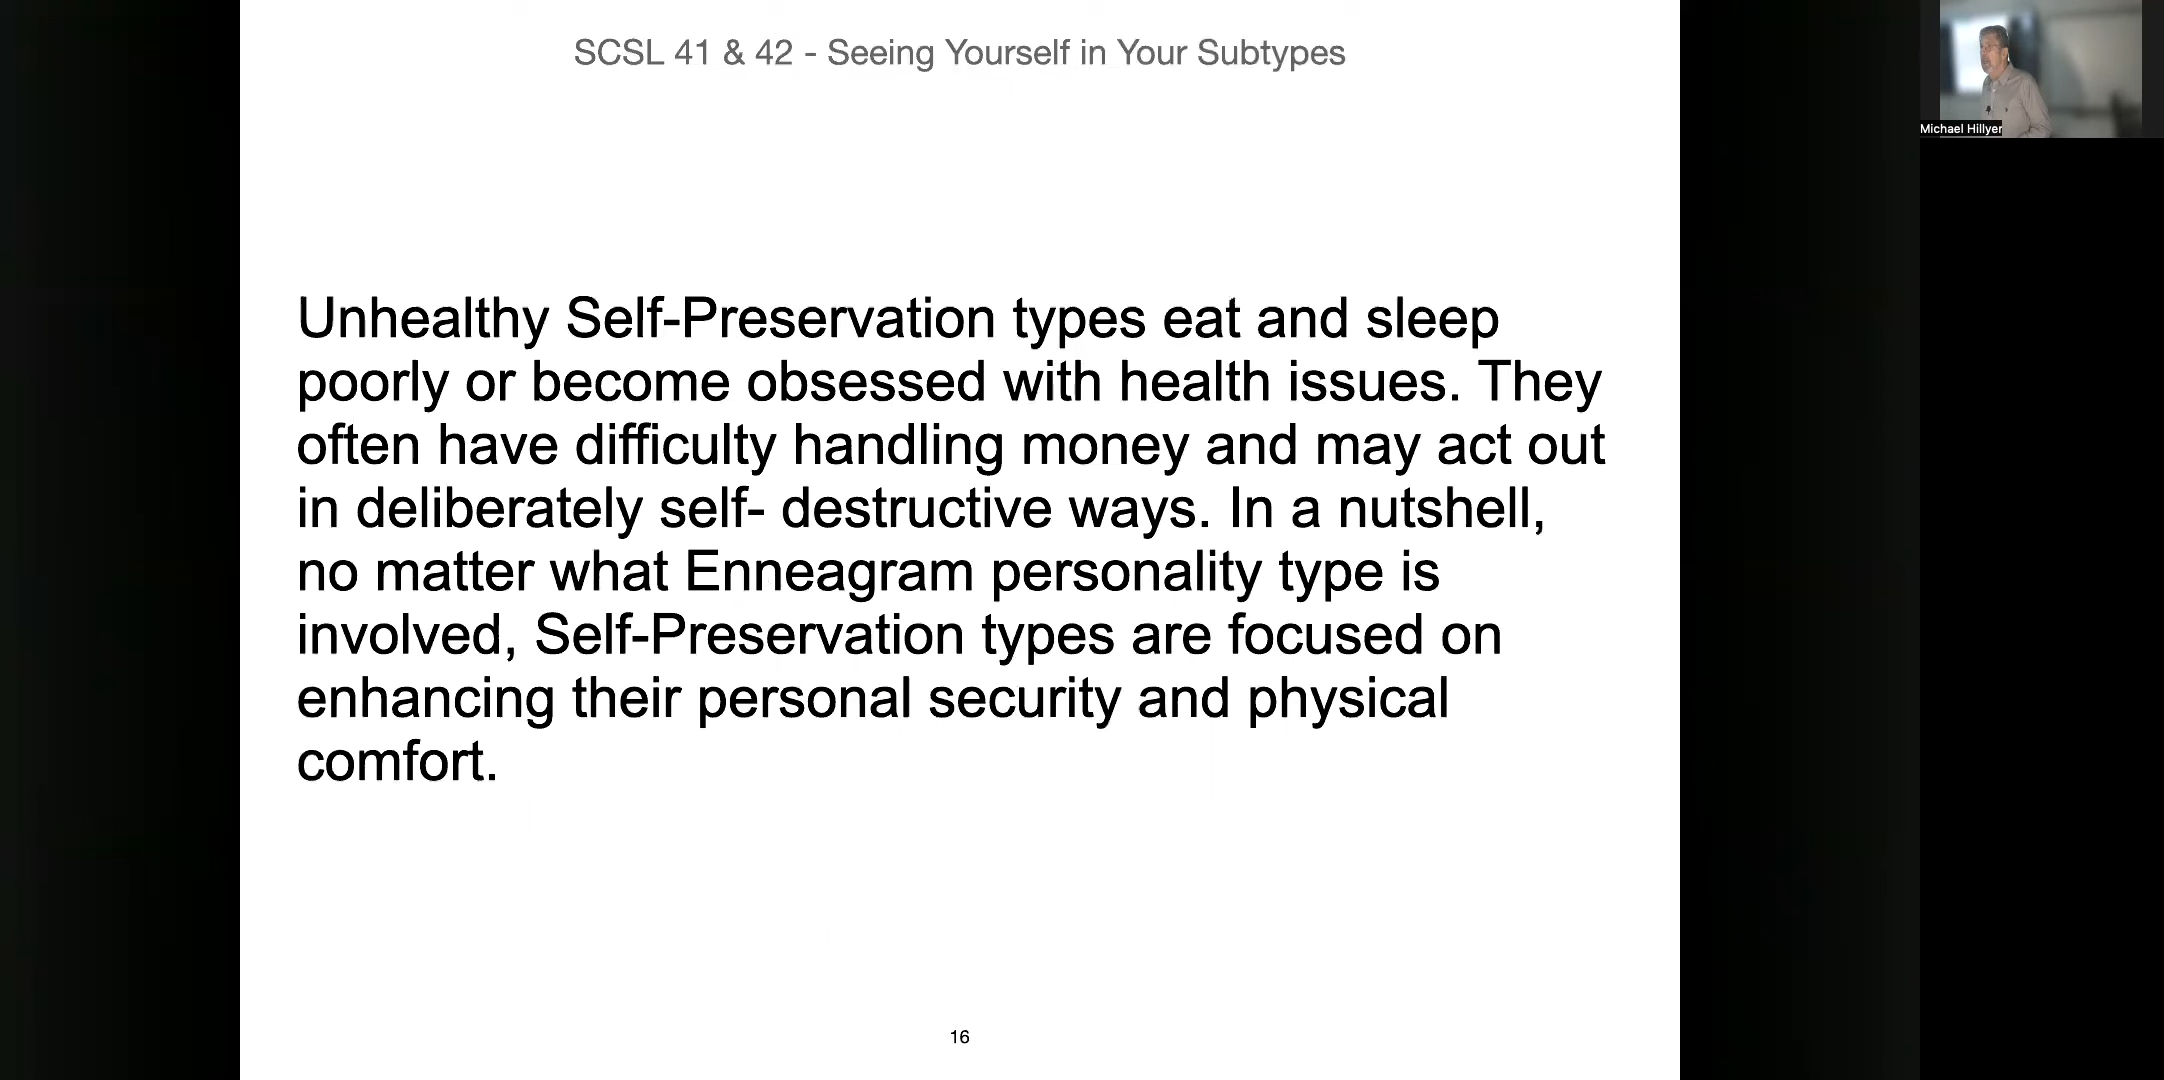 SCSL 41 & 42 - Seeing Yourself in Your Subtypes
Michael Hillyer
Unhealthy Self-Preservation types eat and sleep
poorly or become obsessed with health issues. They
often have difficulty handling money and may act out
in deliberately self- destructive ways. In a nutshell,
no matter what Enneagram personality type is
involved, Self-Preservation types are focused on
enhancing their personal security and physical
comfort.
16